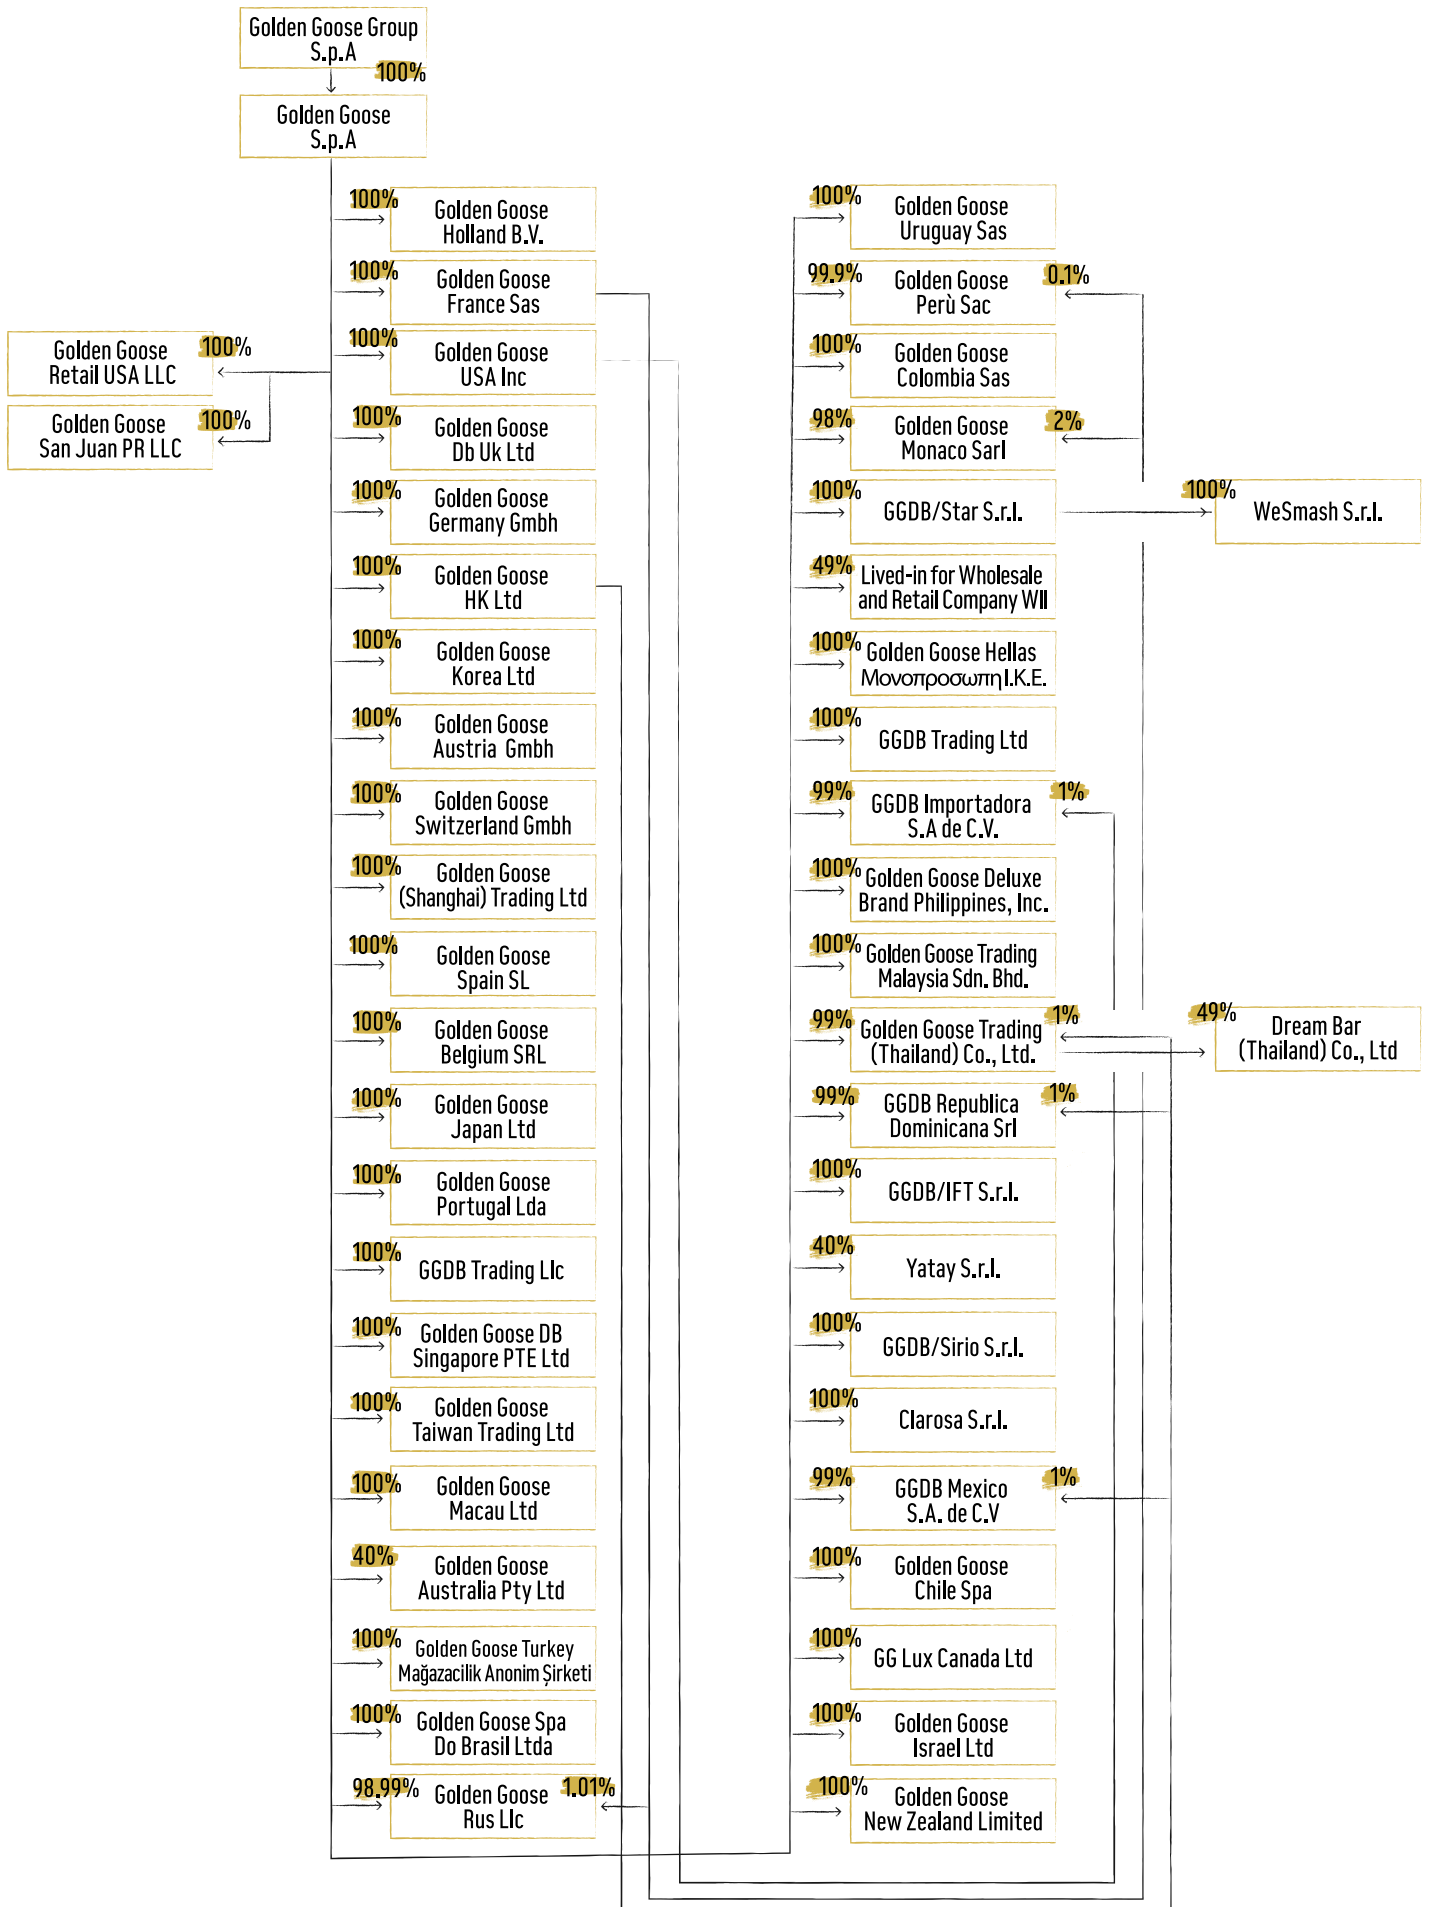 Golden Goose Group
S.p.A
100%
Golden Goose
S.p.A
100%
Golden Goose
Holland B.V.
100%
Golden Goose
France Sas
100%
Golden Goose
USA Inc
Golden Goose
Retail USA LLC
100%
Golden Goose
San Juan PR LLC
100%
100%
Golden Goose
Db Uk Ltd
100%
Golden Goose
Germany Gmbh
100%
Golden Goose
HK Ltd
100%
Golden Goose
Korea Ltd
100%
Golden Goose
Austria Gmbh
100%
Golden Goose
Switzerland Gmbh
100%
Golden Goose
(Shanghai) Trading Ltd
100%
Golden Goose
Spain SL
100%
Golden Goose
Belgium SRL
100%
Golden Goose
Japan Ltd
100%
Golden Goose
Portugal Lda
100%
GGDB Trading Llc
100%
Golden Goose DB
Singapore PTE Ltd
100%
Golden Goose
Taiwan Trading Ltd
100%
Golden Goose
Macau Ltd
40%
Golden Goose
Australia Pty Ltd
100%
Golden Goose Turkey
Mağazacilik Anonim Şirketi
100%
Golden Goose Spa
Do Brasil Ltda
98.99%
Golden Goose
Rus Llc
1.01%
100%
Golden Goose
Uruguay Sas
99.9%
Golden Goose
Perù Sac
0.1%
100%
Golden Goose
Colombia Sas
98%
Golden Goose
Monaco Sarl
2%
100%
GGDB/Star S.r.l.
100%
WeSmash S.r.l.
49%
Lived-in for Wholesale
and Retail Company Wll
100%
Golden Goose Hellas
Μονοπροσωπη I.K.E.
100%
GGDB Trading Ltd
99%
GGDB Importadora
S.A de C.V.
1%
100%
Golden Goose Deluxe
Brand Philippines, Inc.
100%
Golden Goose Trading
Malaysia Sdn. Bhd.
99%
Golden Goose Trading
(Thailand) Co., Ltd.
1%
49%
Dream Bar
(Thailand) Co., Ltd
99%
GGDB Republica
Dominicana Srl
1%
100%
GGDB/IFT S.r.l.
40%
Yatay S.r.l.
100%
GGDB/Sirio S.r.l.
100%
Clarosa S.r.l.
99%
GGDB Mexico
S.A. de C.V
1%
100%
Golden Goose
Chile Spa
100%
GG Lux Canada Ltd
100%
Golden Goose
Israel Ltd
100%
Golden Goose
New Zealand Limited